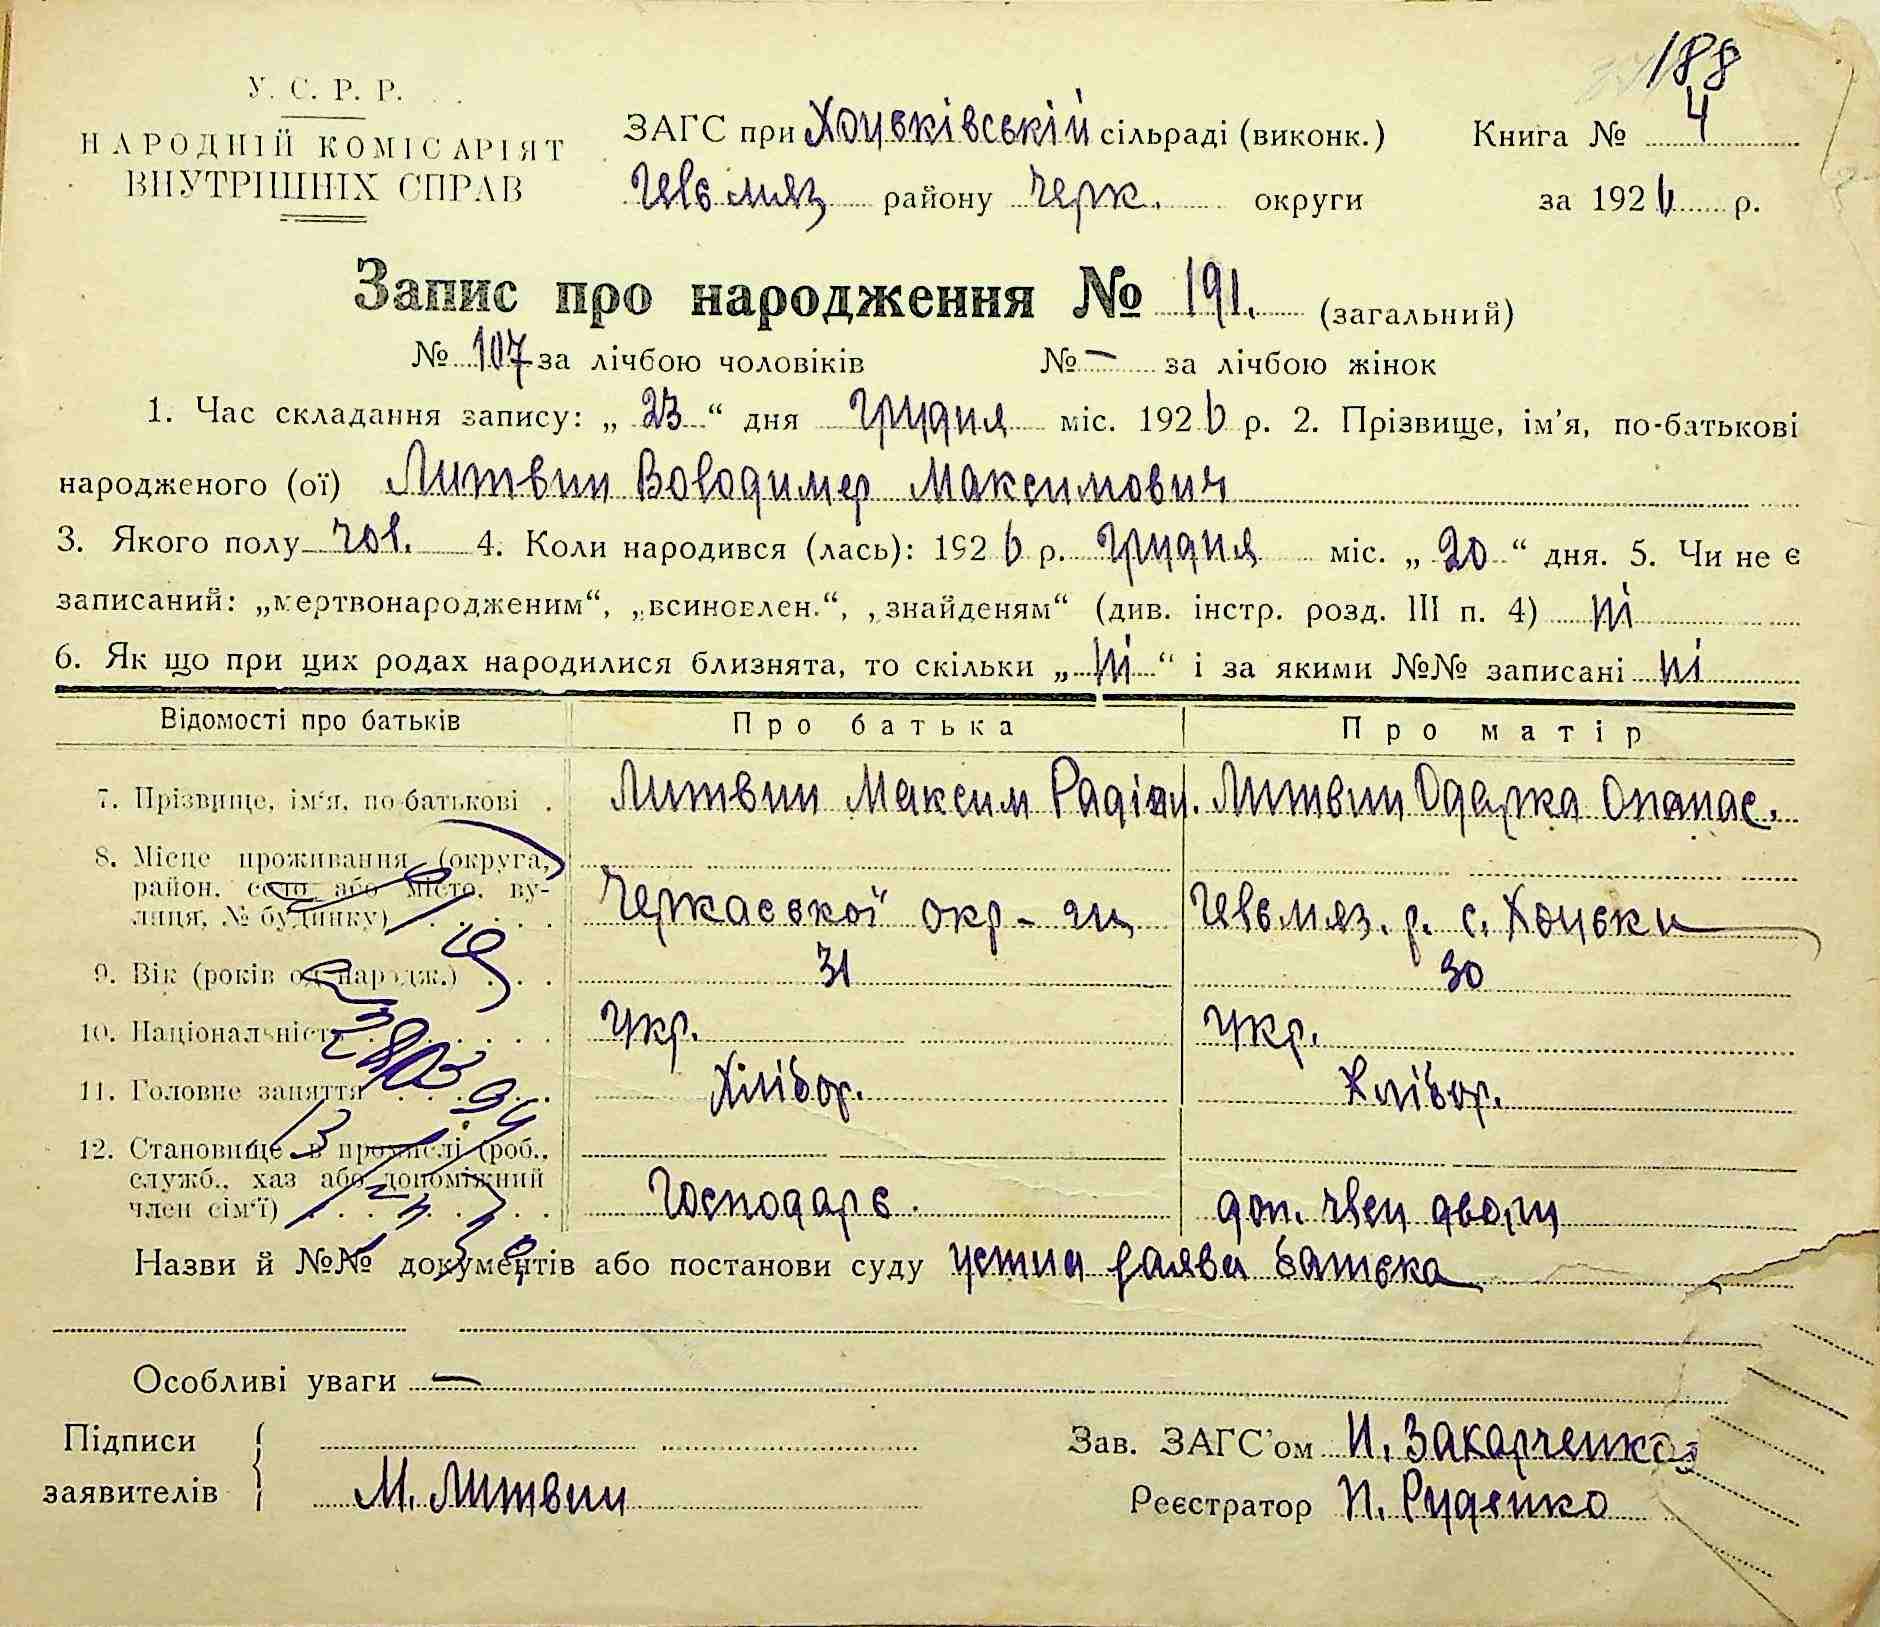 188
У. С. Р. Р.
НАРОДНІЙ КОМІСАРІЯТ
ВНУТРІШНІХ СПРАВ
ЗАГС при Хоцьківській сільраді (виконк.) Книга № 4
Гельмяз района Черк. округи за 1926 р.
Запис про народження № 191. (загальний)
№ 107 за лічбою чоловіків № — за лічбою жінок
1. Час складання запису: „ 23 “ дня грудня міс. 1926 р. 2. Прізвище, ім'я, по-батькові
народженого (ої) Литвин Володимер Максимович
3. Якого полу чол. 4. Коли народився (лась): 1926 р. грудня міс. „ 20 “ дня. 5. Чи не є
записаний: „мертвонародженим“, „всиновлен.“, „знайденям“ (див. інстр. розд. III п. 4) ні
6. Як що при цих родах народилися близнята, то скільки „ ні “ і за якими №№ записані ні
Відомості про батьків Про батька Про матір
7. Прізвище, ім'я, по-батькові . Литвин Максим Радіон. Литвин Одарка Опанас.
8. Місце проживання (округа,
район, село або місто, ву-
лиця, № будинку) Черкаської окр-ги Гельмяз. р. с. Хоцьки
9. Вік (років од народж.) 31 30
10. Національність Укр. Укр.
11. Головне заняття Хлібор. Хлібор.
12. Становище в промислі (роб.,
служб., хаз або допоміжний
член сім'ї) Господарь. доп. член двору
Назви й №№ документів або постанови суду устна заява батька
Особливі уваги —
Підписи
заявителів М. Литвин
Зав. ЗАГС'ом И. Захарченко
Реєстратор П. Руденко